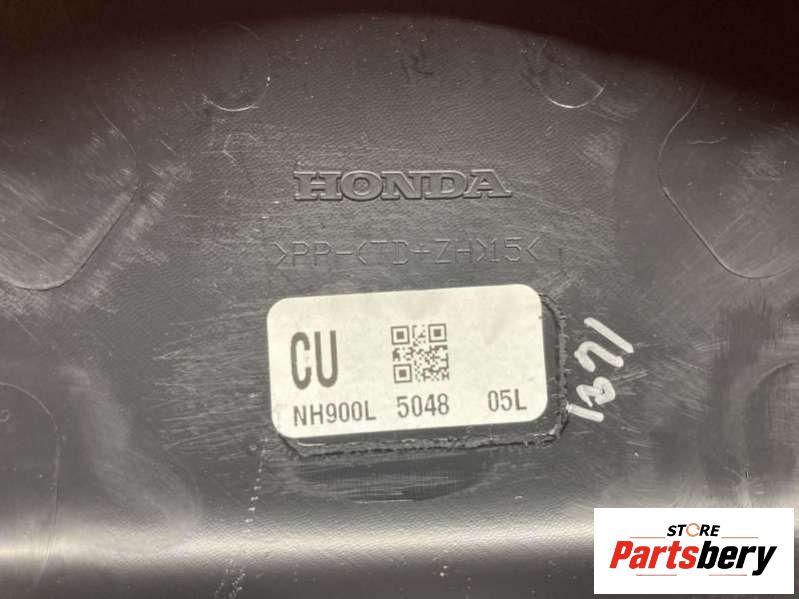 HONDA
>PP-(TD+ZH)15<
CU
NH900L 5048 05L
1371
STORE
Partsbery